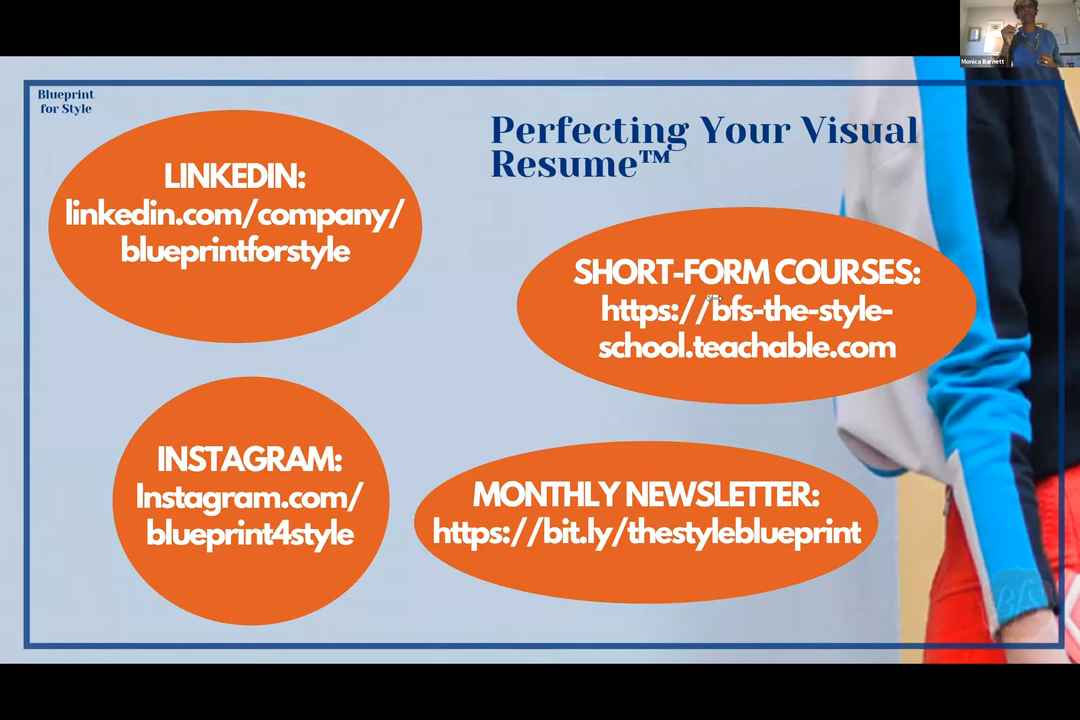 Monica Barnett
Blueprint
for Style
Perfecting Your Visual
Resume™
LINKEDIN:
linkedin.com/company/
blueprintforstyle
SHORT-FORM COURSES:
https://bfs-the-style-
school.teachable.com
INSTAGRAM:
Instagram.com/
blueprint4style
MONTHLY NEWSLETTER:
https://bit.ly/thestyleblueprint
Bfs